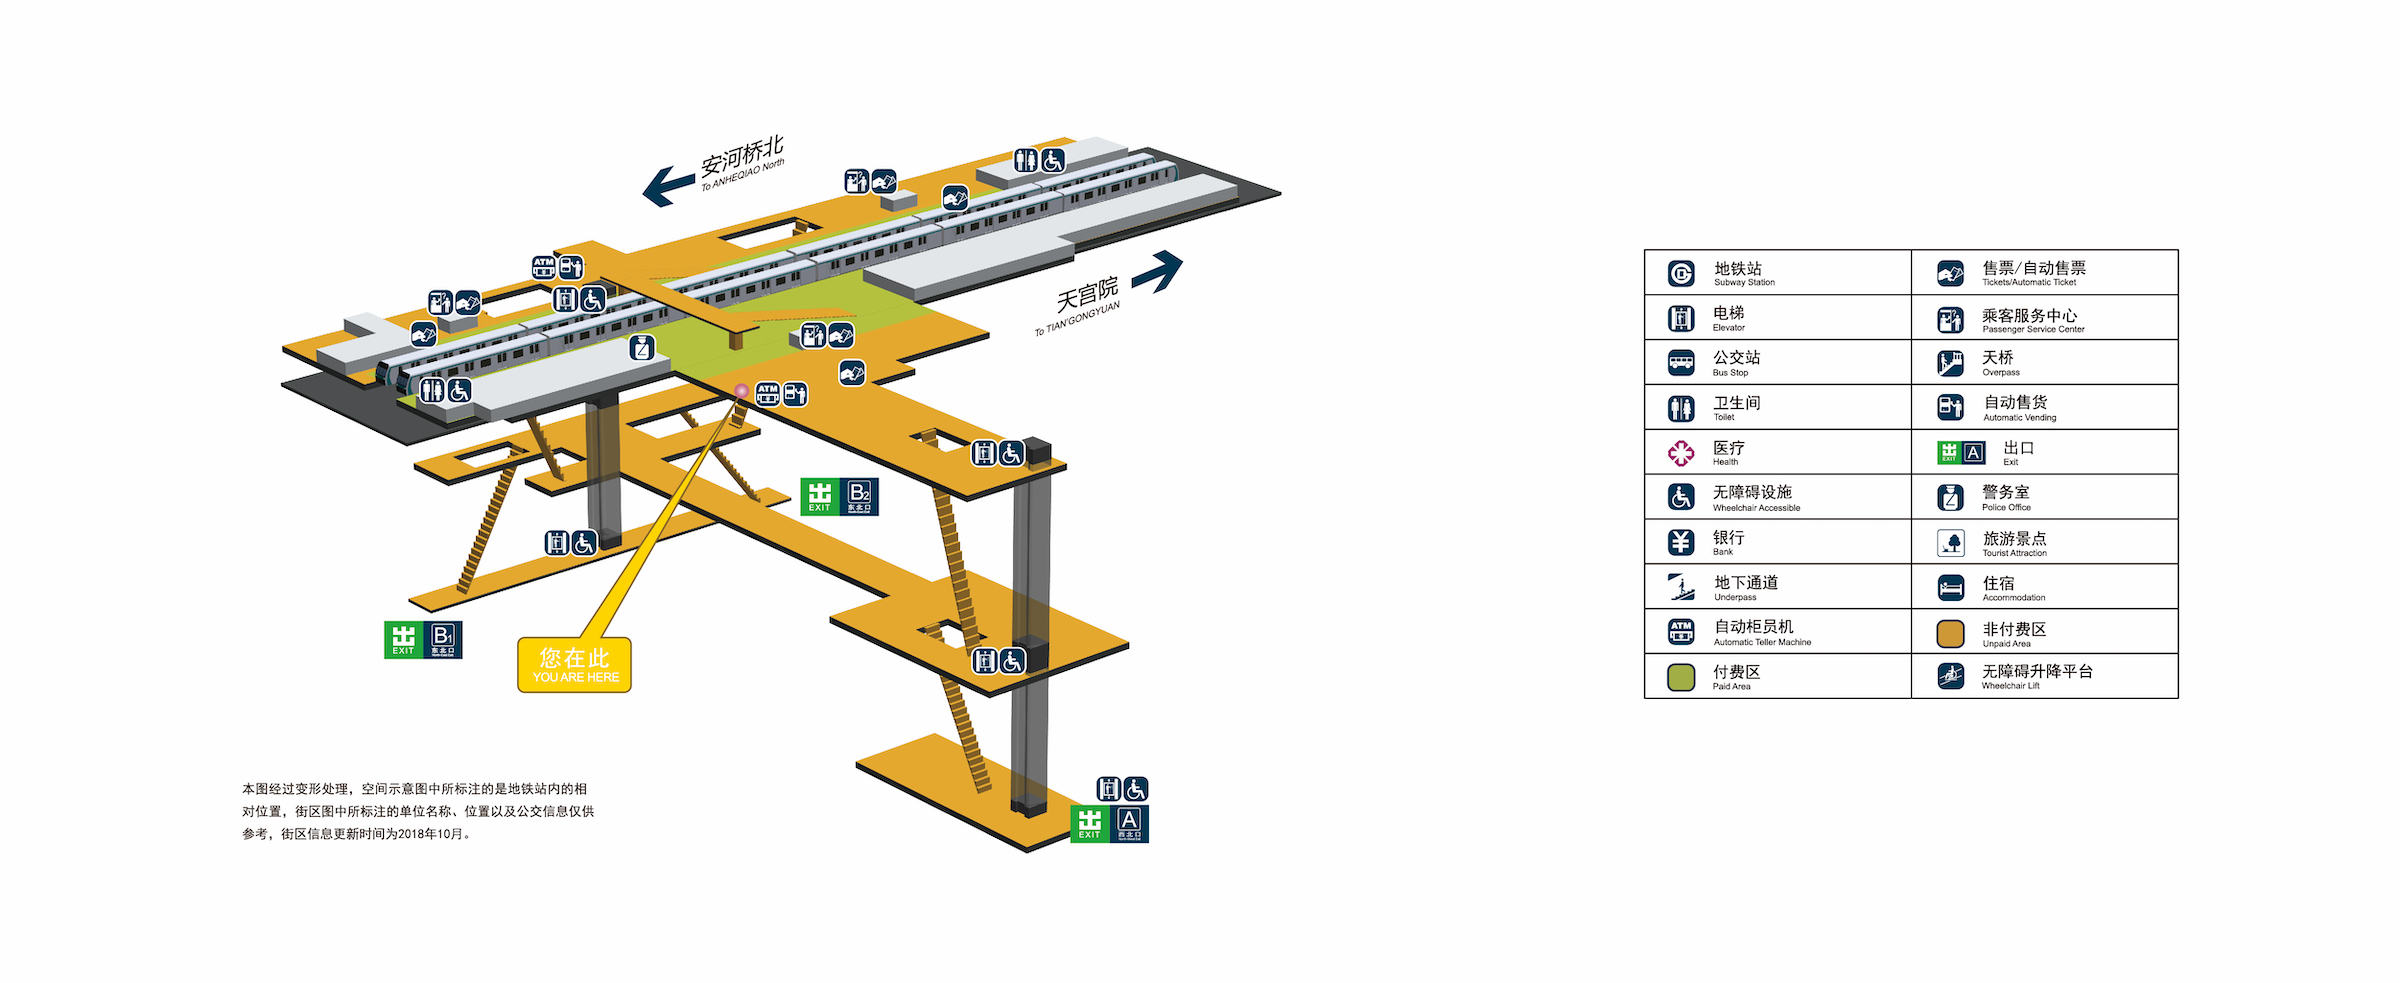 安河桥北
To ANHEQIAO North
天宫院
To TIAN'GONGYUAN
ATM
ATM
EXIT
B2
东北口
EXIT
B1
东北口
您在此
YOU ARE HERE
EXIT
A
西北口
本图经过变形处理，空间示意图中所标注的是地铁站内的相
对位置，街区图中所标注的单位名称、位置以及公交信息仅供
参考，街区信息更新时间为2018年10月。
地铁站
Subway Station
售票/自动售票
Tickets/Automatic Ticket
电梯
Elevator
乘客服务中心
Passenger Service Center
公交站
Bus Stop
天桥
Overpass
卫生间
Toilet
自动售货
Automatic Vending
医疗
Health
EXIT
A
出口
Exit
无障碍设施
Wheelchair Accessible
警务室
Police Office
银行
Bank
旅游景点
Tourist Attraction
地下通道
Underpass
住宿
Accommodation
ATM
自动柜员机
Automatic Teller Machine
非付费区
Unpaid Area
付费区
Paid Area
无障碍升降平台
Wheelchair Lift